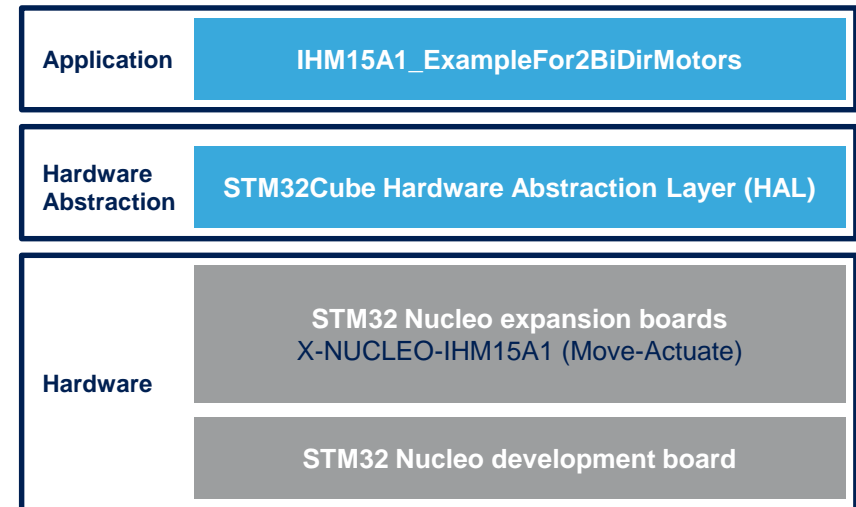 Application
IHM15A1_ExampleFor2BiDirMotors
Hardware
Abstraction
STM32Cube Hardware Abstraction Layer (HAL)
Hardware
STM32 Nucleo expansion boards
X-NUCLEO-IHM15A1 (Move-Actuate)
STM32 Nucleo development board